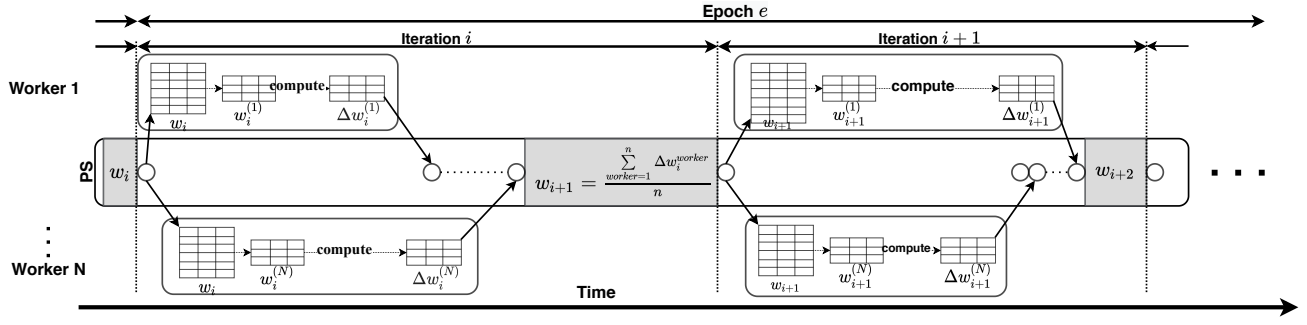 Epoch e
Iteration i
Iteration i + 1
Worker 1
compute
w_i
w_i^{(1)}
Δw_i^{(1)}
compute
w_{i+1}
w_{i+1}^{(1)}
Δw_{i+1}^{(1)}
PS
w_i
w_{i+1} = \frac{\sum_{worker=1}^{n} Δw_i^{worker}}{n}
w_{i+2}
Worker N
compute
w_i
w_i^{(N)}
Δw_i^{(N)}
compute
w_{i+1}
w_{i+1}^{(N)}
Δw_{i+1}^{(N)}
Time